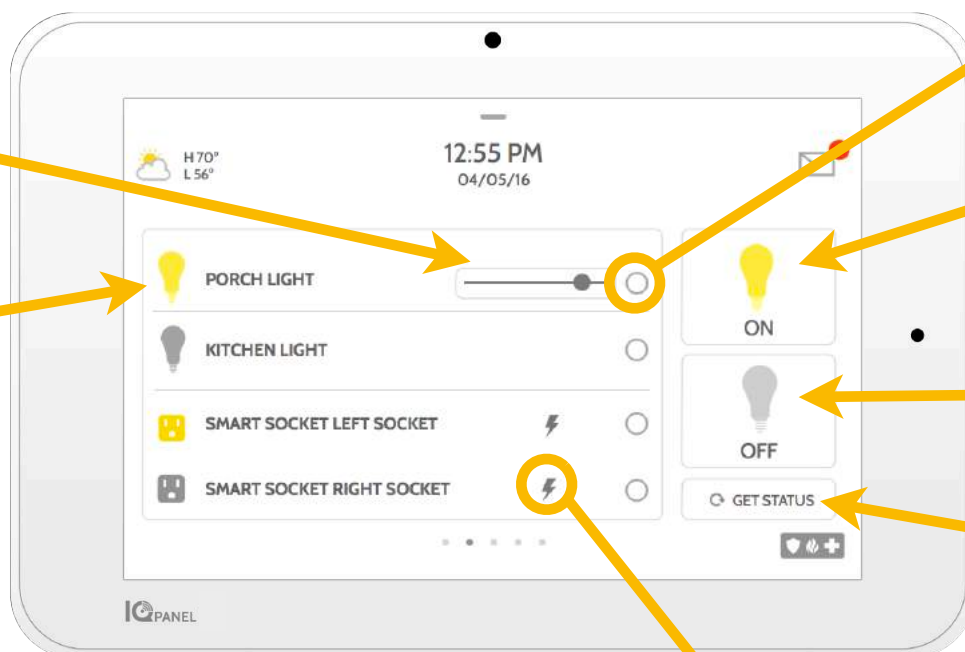 H 70°
L 56°
12:55 PM
04/05/16
PORCH LIGHT
KITCHEN LIGHT
SMART SOCKET LEFT SOCKET
SMART SOCKET RIGHT SOCKET
ON
OFF
GET STATUS
IQ PANEL